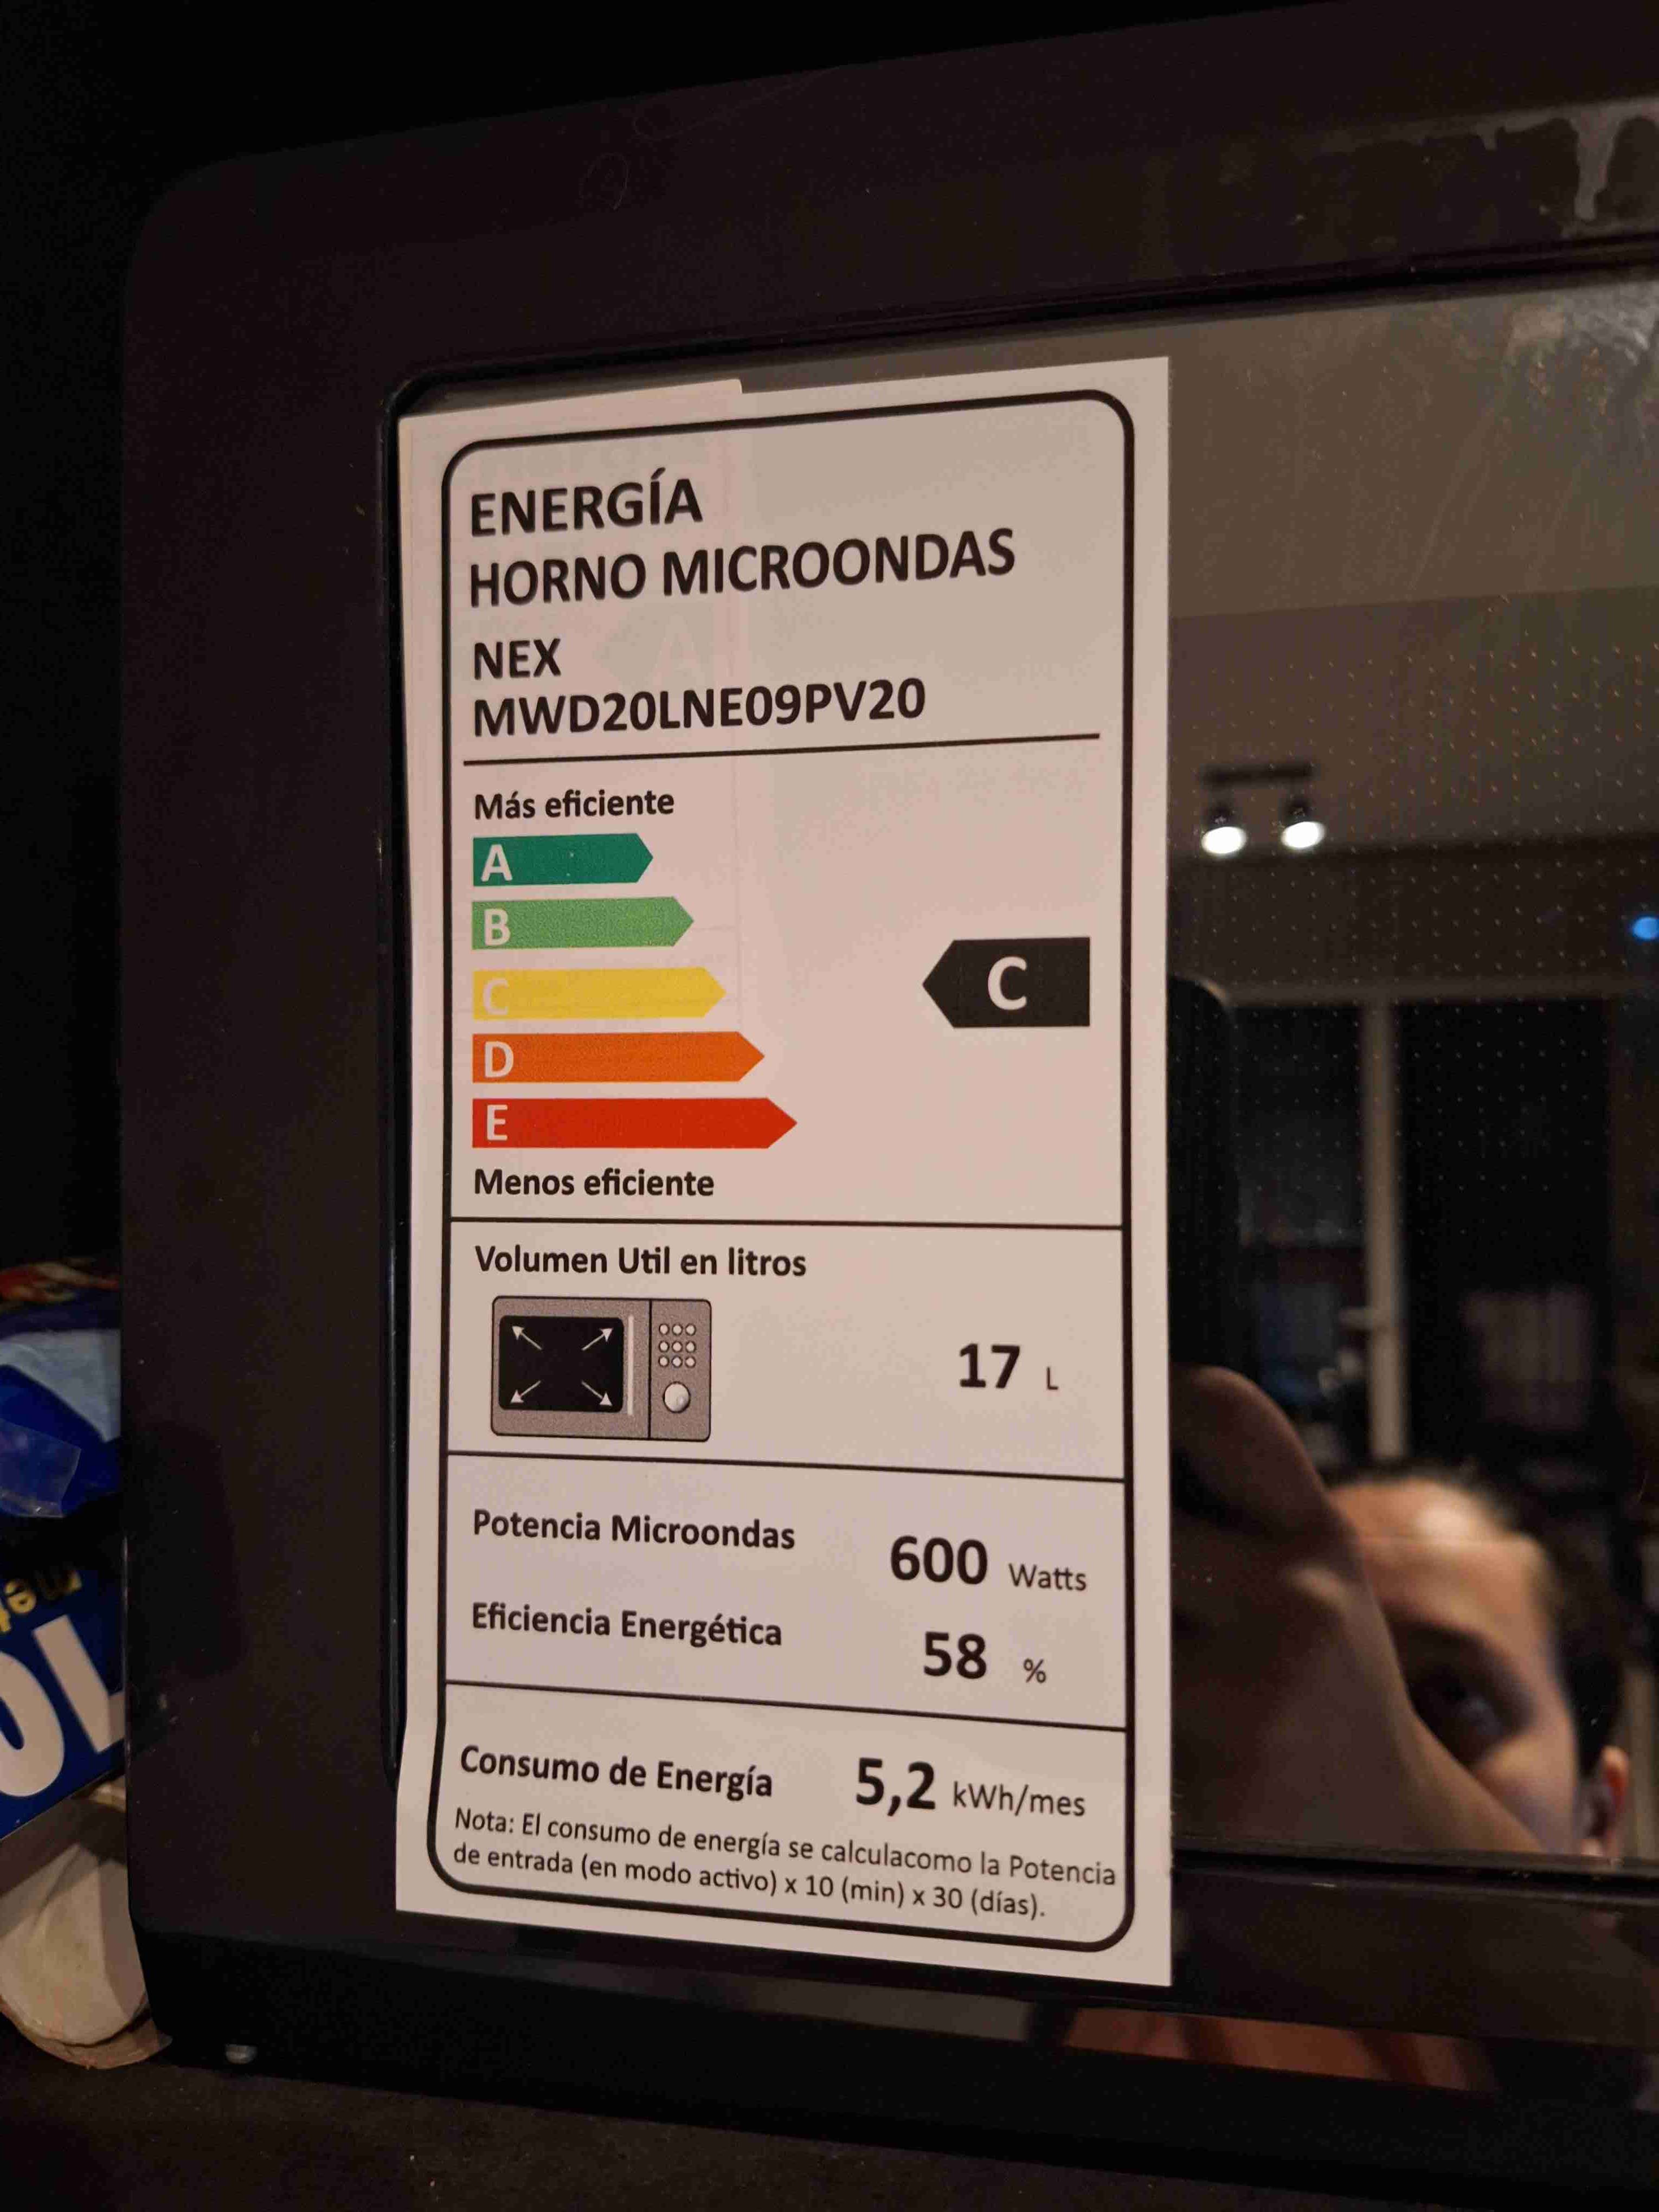 ENERGÍA
HORNO MICROONDAS
NEX
MWD20LNE09PV20
Más eficiente
A
B
C
C
D
E
Menos eficiente
Volumen Util en litros
17 L
Potencia Microondas 600 Watts
Eficiencia Energética 58 %
Consumo de Energía 5,2 kWh/mes
Nota: El consumo de energía se calculacomo la Potencia
de entrada (en modo activo) x 10 (min) x 30 (días).